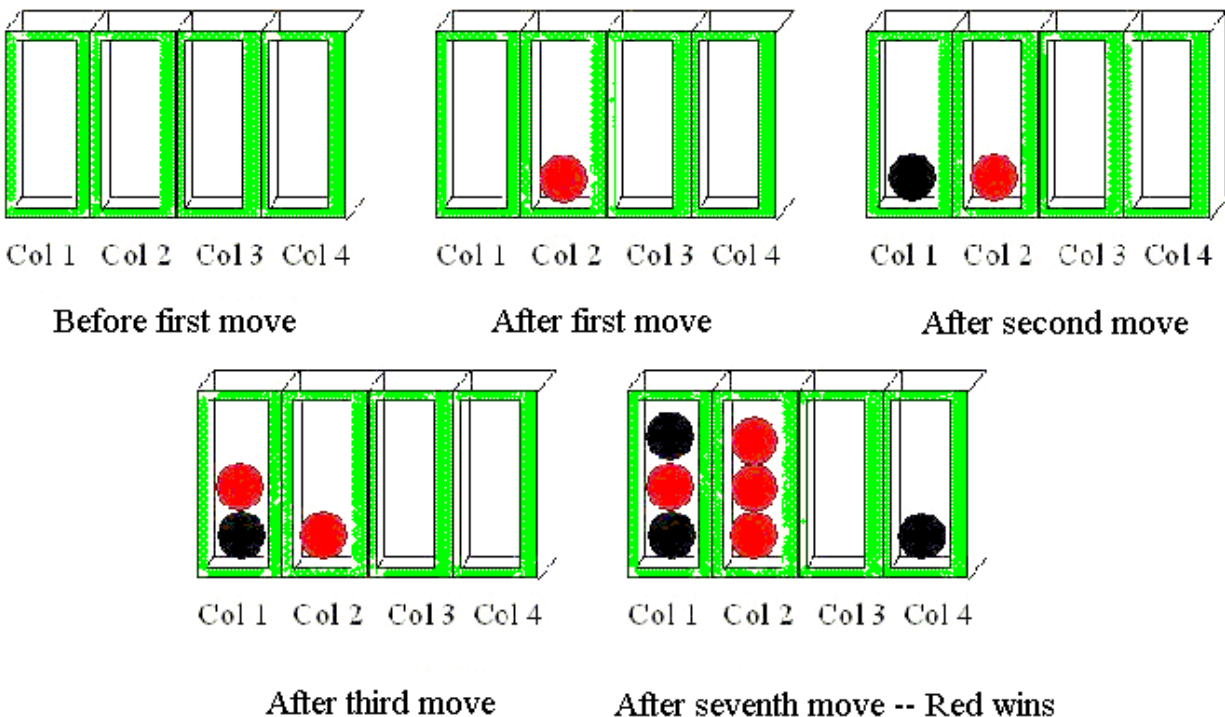 Col 1 Col 2 Col 3 Col 4
Before first move
Col 1 Col 2 Col 3 Col 4
After first move
Col 1 Col 2 Col 3 Col 4
After second move
Col 1 Col 2 Col 3 Col 4
After third move
Col 1 Col 2 Col 3 Col 4
After seventh move -- Red wins